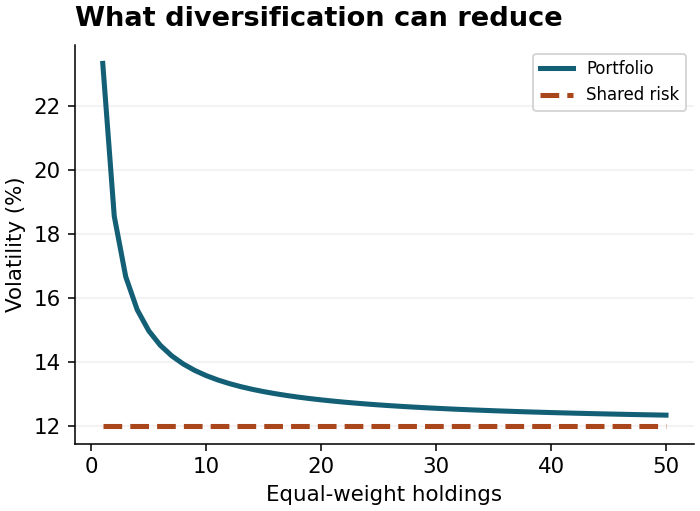 What diversification can reduce
Portfolio
Shared risk
Volatility (%)
22
20
18
16
14
12
0 10 20 30 40 50
Equal-weight holdings